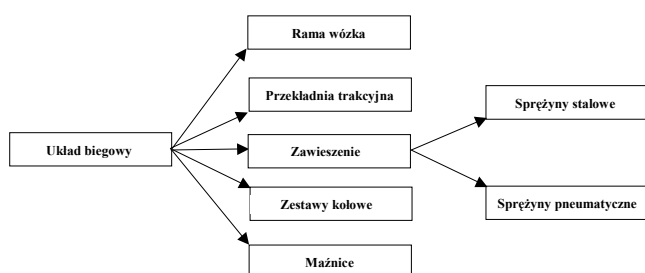 Rama wózka
Przekładnia trakcyjna
Sprężyny stalowe
Układ biegowy
Zawieszenie
Zestawy kołowe
Sprężyny pneumatyczne
Maźnice